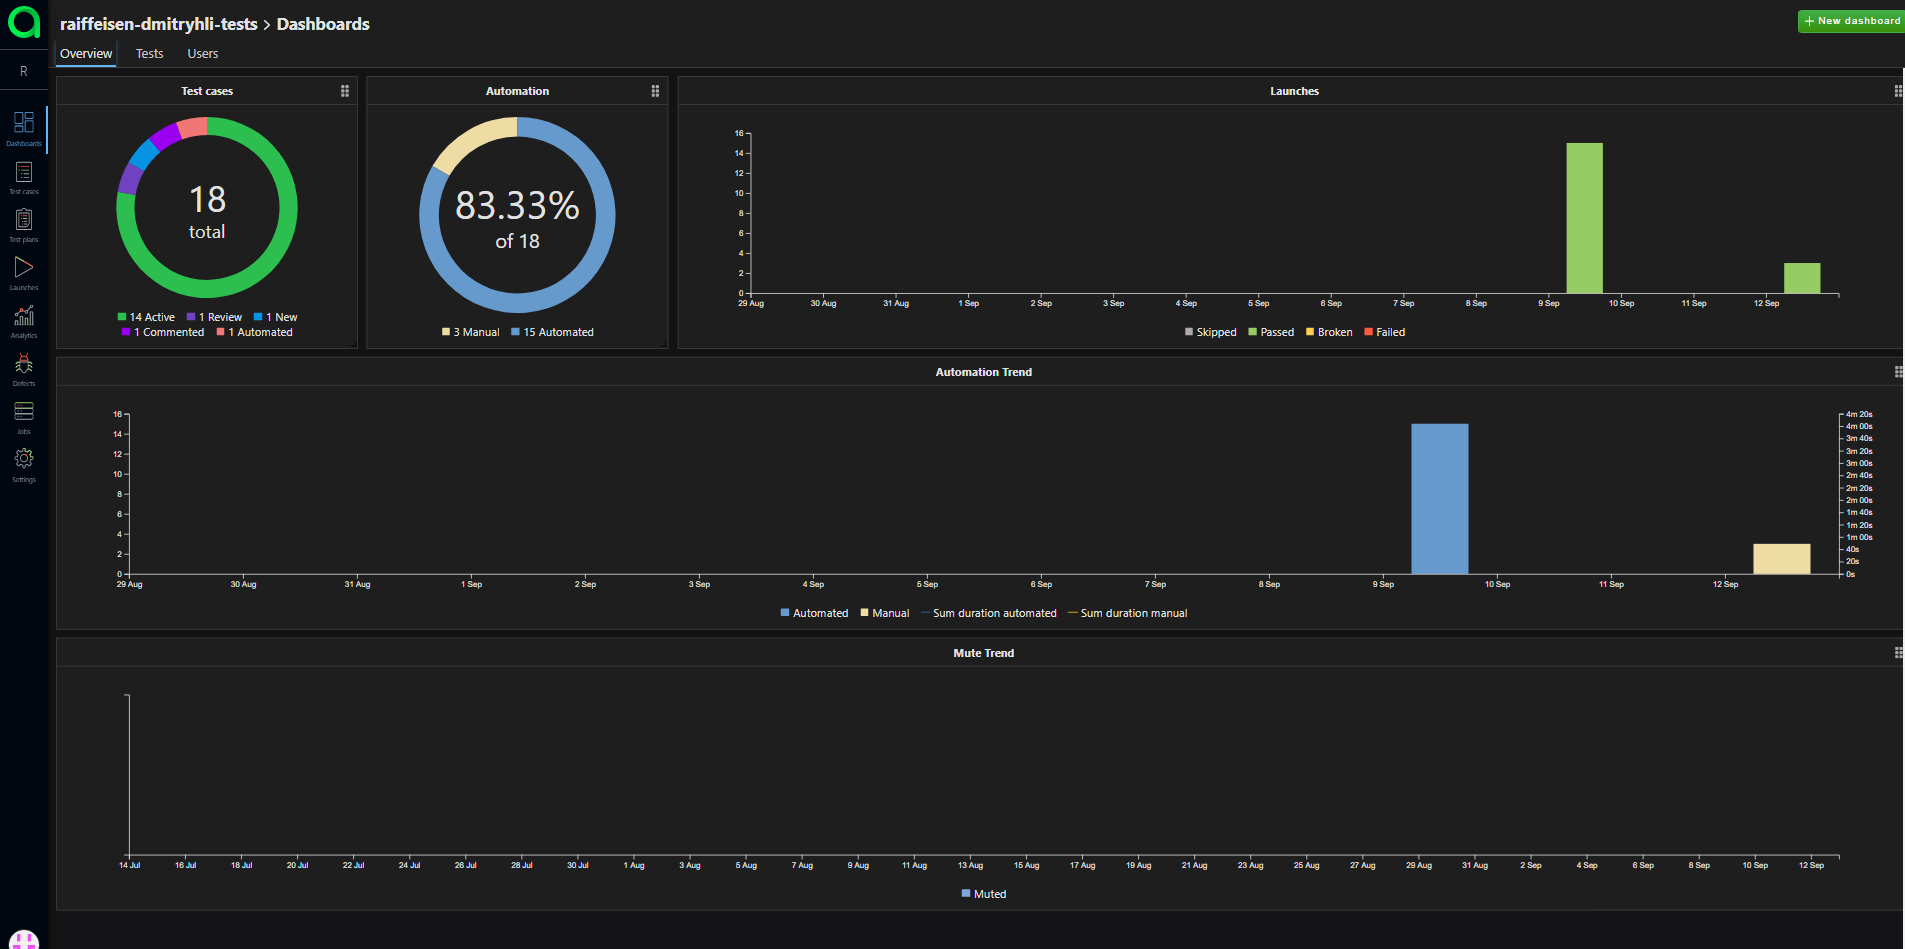 raiffeisen-dmitryhli-tests > Dashboards
+ New dashboard
Overview Tests Users
R
Dashboards
Test cases
Test plans
Launches
Analytics
Defects
Jobs
Settings
Test cases
18
total
14 Active 1 Review 1 New
1 Commented 1 Automated
Automation
83.33%
of 18
3 Manual 15 Automated
Launches
16
14
12
10
8
6
4
2
0
29 Aug 30 Aug 31 Aug 1 Sep 2 Sep 3 Sep 4 Sep 5 Sep 6 Sep 7 Sep 8 Sep 9 Sep 10 Sep 11 Sep 12 Sep
Skipped Passed Broken Failed
Automation Trend
16
14
12
10
8
6
4
2
0
4m 20s
4m 00s
3m 40s
3m 20s
3m 00s
2m 40s
2m 20s
2m 00s
1m 40s
1m 20s
1m 00s
40s
20s
0s
29 Aug 30 Aug 31 Aug 1 Sep 2 Sep 3 Sep 4 Sep 5 Sep 6 Sep 7 Sep 8 Sep 9 Sep 10 Sep 11 Sep 12 Sep
Automated Manual Sum duration automated Sum duration manual
Mute Trend
14 Jul 16 Jul 18 Jul 20 Jul 22 Jul 24 Jul 26 Jul 28 Jul 30 Jul 1 Aug 3 Aug 5 Aug 7 Aug 9 Aug 11 Aug 13 Aug 15 Aug 17 Aug 19 Aug 21 Aug 23 Aug 25 Aug 27 Aug 29 Aug 31 Aug 2 Sep 4 Sep 6 Sep 8 Sep 10 Sep 12 Sep
Muted